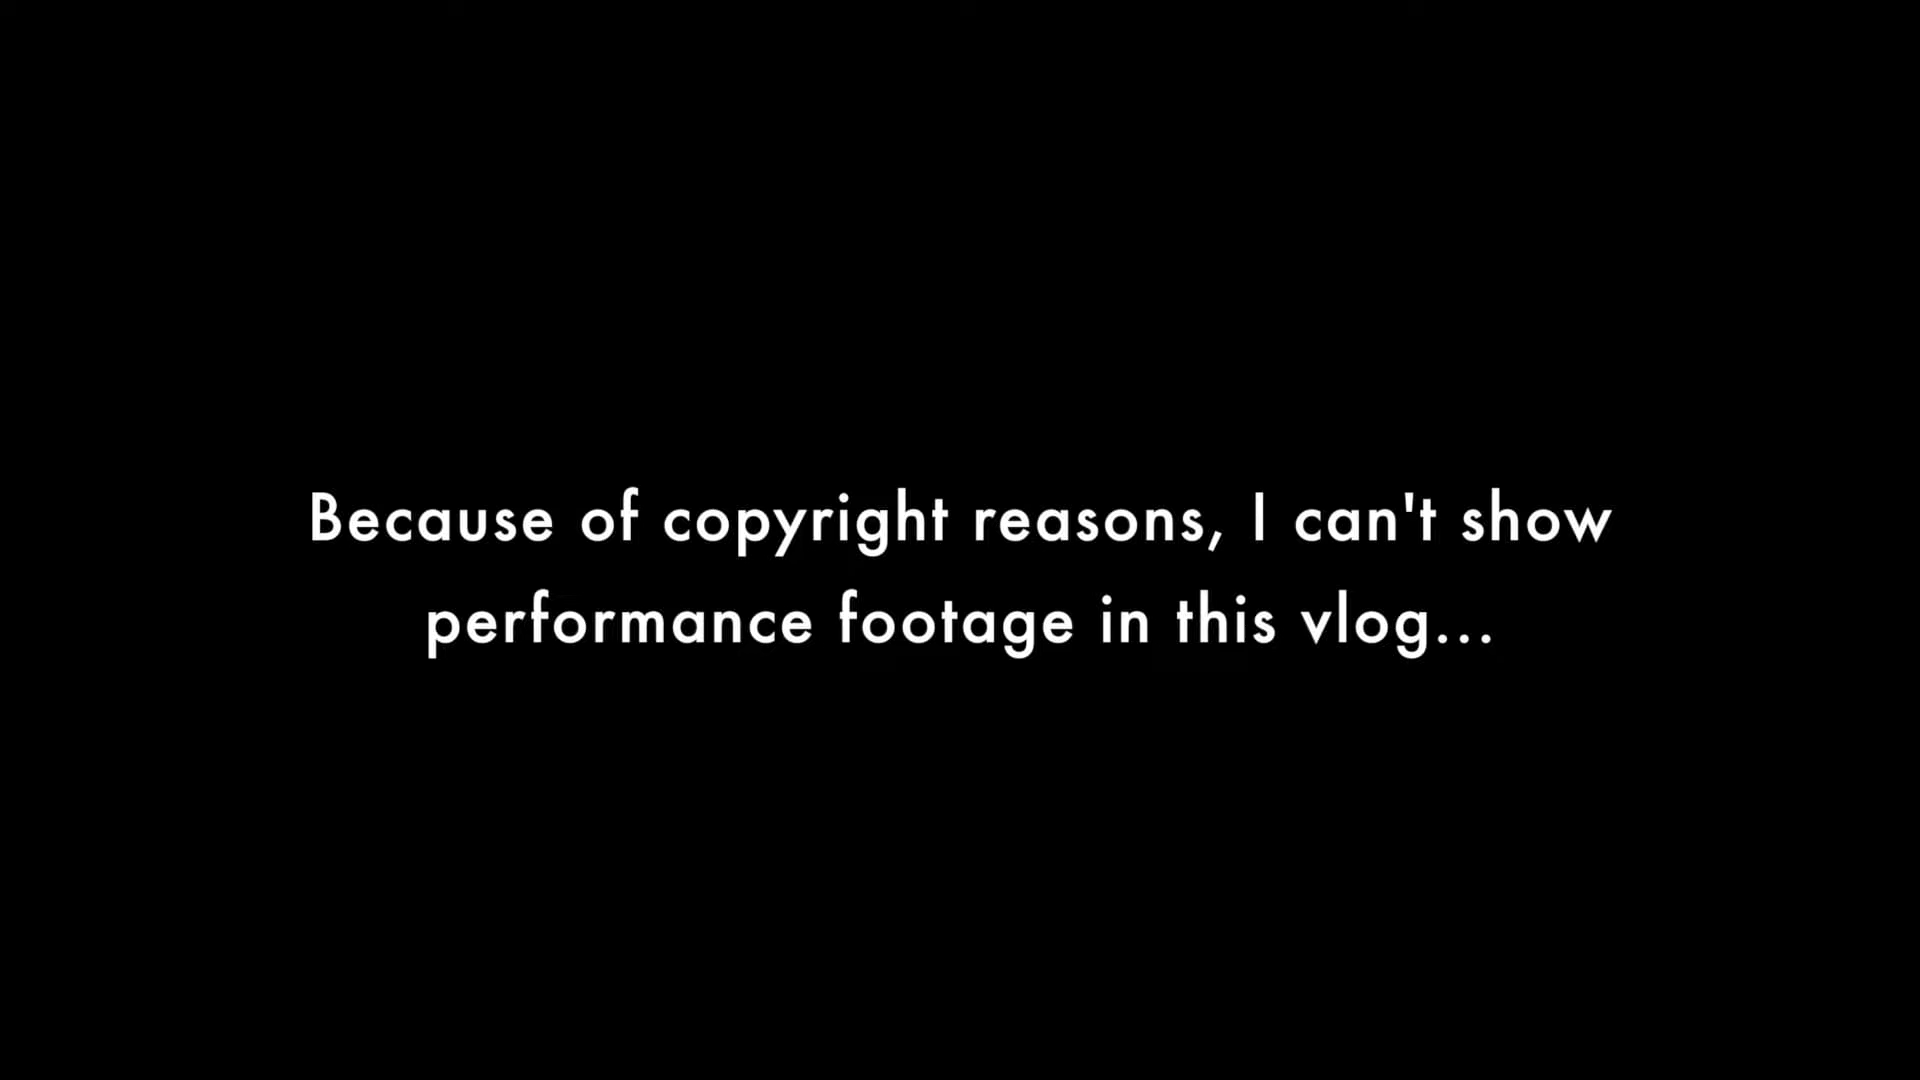 Because of copyright reasons, I can't show
performance footage in this vlog...